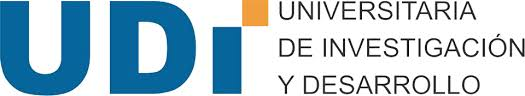 UDi
UNIVERSITARIA
DE INVESTIGACIÓN
Y DESARROLLO